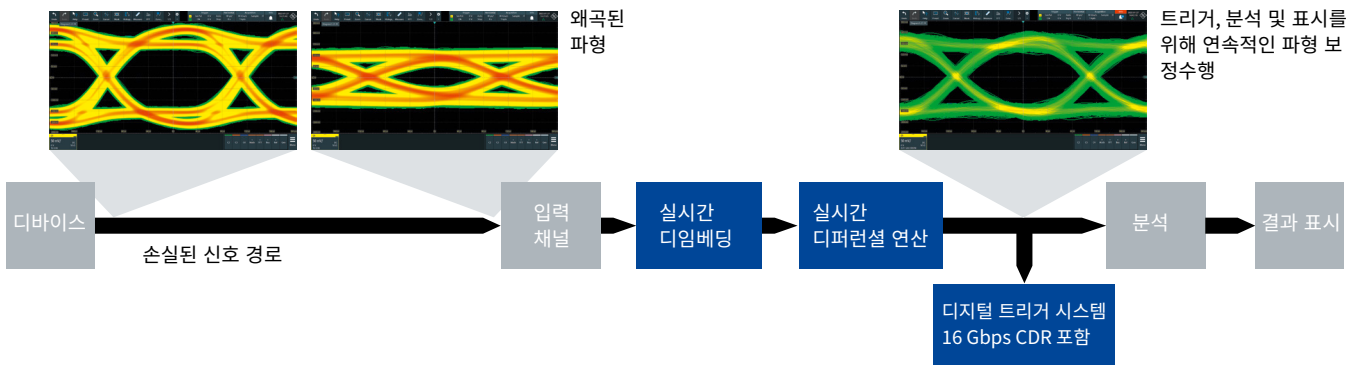 왜곡된
파형
트리거, 분석 및 표시를
위해 연속적인 파형 보
정수행
디바이스
손실된 신호 경로
입력
채널
실시간
디임베딩
실시간
디퍼런셜 연산
분석
결과 표시
디지털 트리거 시스템
16 Gbps CDR 포함